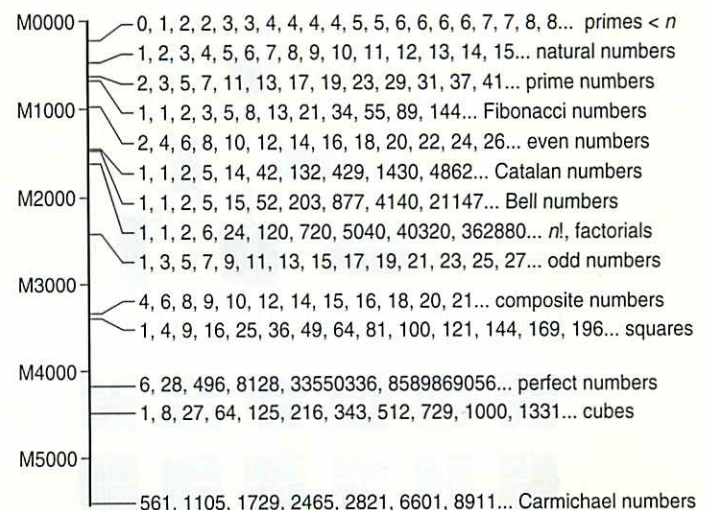 M0000
0, 1, 2, 2, 3, 3, 4, 4, 4, 4, 5, 5, 6, 6, 6, 6, 7, 7, 8, 8... primes < n
1, 2, 3, 4, 5, 6, 7, 8, 9, 10, 11, 12, 13, 14, 15... natural numbers
2, 3, 5, 7, 11, 13, 17, 19, 23, 29, 31, 37, 41... prime numbers
M1000
1, 1, 2, 3, 5, 8, 13, 21, 34, 55, 89, 144... Fibonacci numbers
2, 4, 6, 8, 10, 12, 14, 16, 18, 20, 22, 24, 26... even numbers
1, 1, 2, 5, 14, 42, 132, 429, 1430, 4862... Catalan numbers
M2000
1, 1, 2, 5, 15, 52, 203, 877, 4140, 21147... Bell numbers
1, 1, 2, 6, 24, 120, 720, 5040, 40320, 362880... n!, factorials
1, 3, 5, 7, 9, 11, 13, 15, 17, 19, 21, 23, 25, 27... odd numbers
M3000
4, 6, 8, 9, 10, 12, 14, 15, 16, 18, 20, 21... composite numbers
1, 4, 9, 16, 25, 36, 49, 64, 81, 100, 121, 144, 169, 196... squares
M4000
6, 28, 496, 8128, 33550336, 8589869056... perfect numbers
1, 8, 27, 64, 125, 216, 343, 512, 729, 1000, 1331... cubes
M5000
561, 1105, 1729, 2465, 2821, 6601, 8911... Carmichael numbers